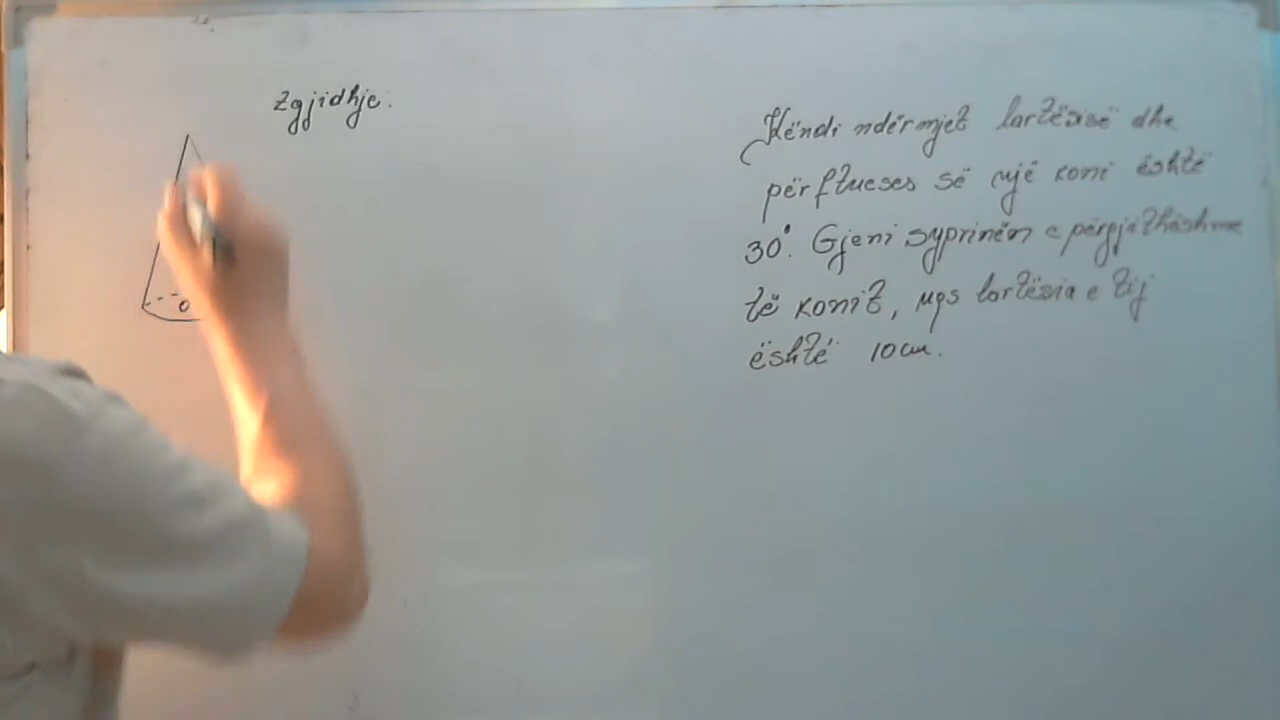 Zgjidhje.
Këndi ndërmjet lartësisë dhe
përftueses së një koni është
30°. Gjeni syprinën e përgjithëshme
të konit, nqs lartësia e tij
është 10cm.
O